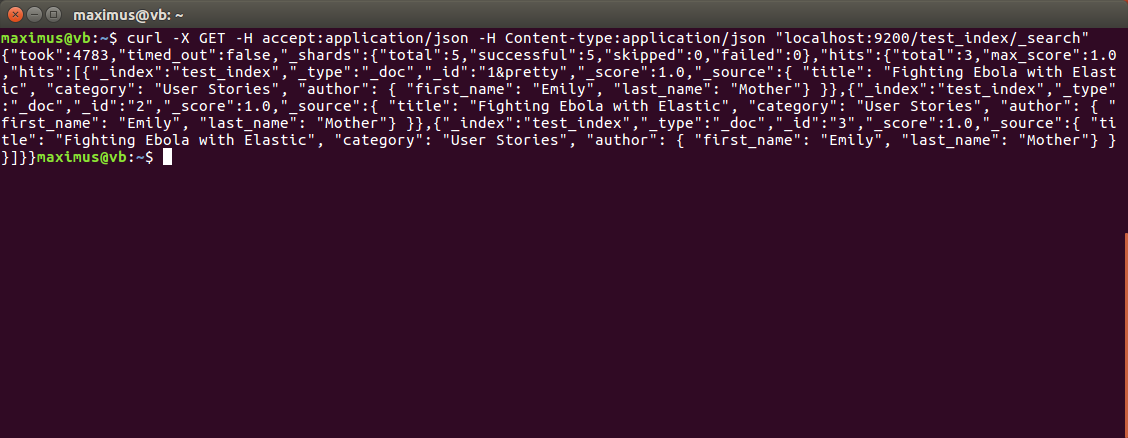 maximus@vb: ~
maximus@vb:~$ curl -X GET -H accept:application/json -H Content-type:application/json "localhost:9200/test_index/_search"
{"took":4783,"timed_out":false,"_shards":{"total":5,"successful":5,"skipped":0,"failed":0},"hits":{"total":3,"max_score":1.0
,"hits":[{"_index":"test_index","_type":"_doc","_id":"1&pretty","_score":1.0,"_source":{ "title": "Fighting Ebola with Elast
ic", "category": "User Stories", "author": { "first_name": "Emily", "last_name": "Mother"} }},{"_index":"test_index","_type"
:"_doc","_id":"2","_score":1.0,"_source":{ "title": "Fighting Ebola with Elastic", "category": "User Stories", "author": { "
first_name": "Emily", "last_name": "Mother"} }},{"_index":"test_index","_type":"_doc","_id":"3","_score":1.0,"_source":{ "ti
tle": "Fighting Ebola with Elastic", "category": "User Stories", "author": { "first_name": "Emily", "last_name": "Mother"} }
}]}}maximus@vb:~$